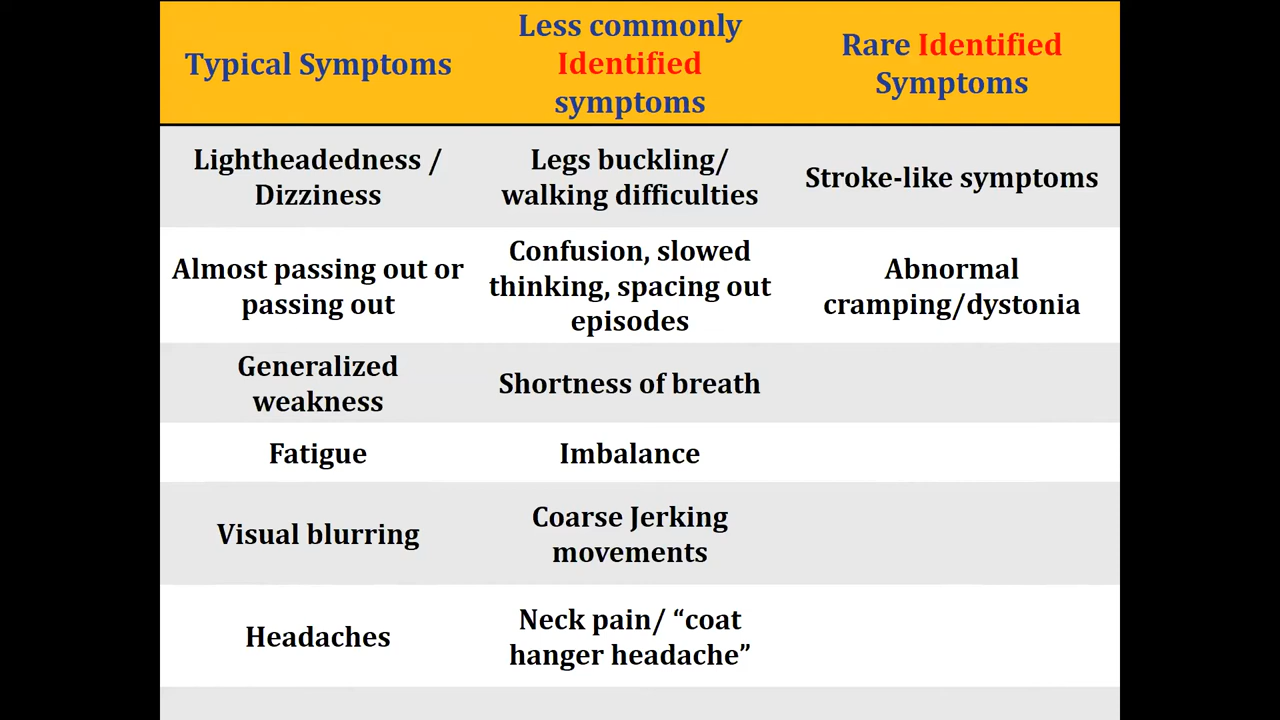 Typical Symptoms
Less commonly
Identified
symptoms
Rare Identified
Symptoms
Lightheadedness /
Dizziness
Legs buckling/
walking difficulties
Stroke-like symptoms
Almost passing out or
passing out
Confusion, slowed
thinking, spacing out
episodes
Abnormal
cramping/dystonia
Generalized
weakness
Shortness of breath
Fatigue
Imbalance
Visual blurring
Coarse Jerking
movements
Headaches
Neck pain/ “coat
hanger headache”